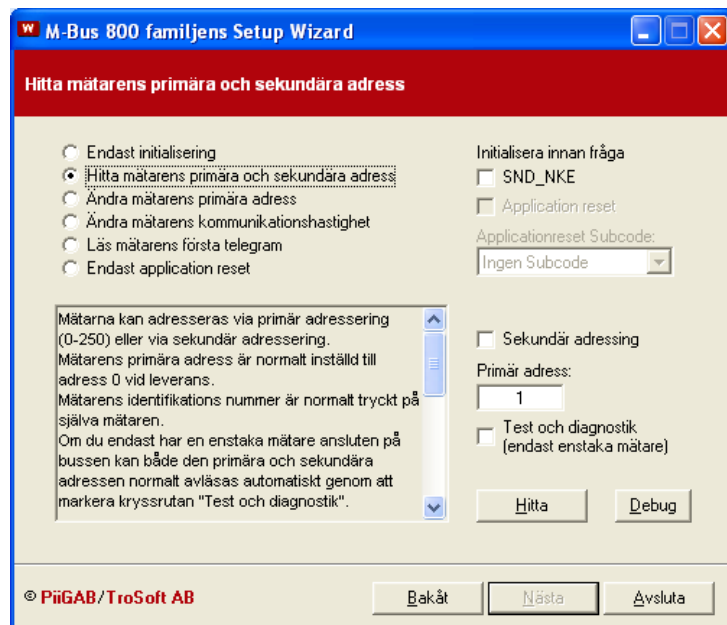 M-Bus 800 familjens Setup Wizard
Hitta mätarens primära och sekundära adress
Endast initialisering
Hitta mätarens primära och sekundära adress
Ändra mätarens primära adress
Ändra mätarens kommunikationshastighet
Läs mätarens första telegram
Endast application reset
Initialisera innan fråga
SND_NKE
Application reset
Applicationreset Subcode:
Ingen Subcode
Mätarna kan adresseras via primär adressering
(0-250) eller via sekundär adressering.
Mätarens primära adress är normalt inställd till
adress 0 vid leverans.
Mätarens identifikations nummer är normalt tryckt på
själva mätaren.
Om du endast har en enstaka mätare ansluten på
bussen kan både den primära och sekundära
adressen normalt avläsas automatiskt genom att
markera kryssrutan "Test och diagnostik".
Sekundär adressing
Primär adress:
1
Test och diagnostik
(endast enstaka mätare)
Hitta
Debug
© PiiGAB/TroSoft AB
Bakåt
Nästa
Avsluta